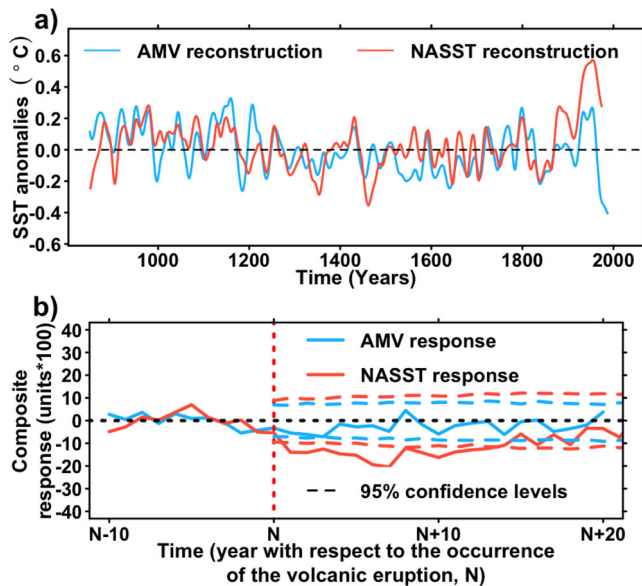 a)
SST anomalies (°C)
0.6
0.4
0.2
0.0
-0.2
-0.4
-0.6
AMV reconstruction
NASST reconstruction
1000 1200 1400 1600 1800 2000
Time (Years)
b)
Composite
response (units*100)
40
30
20
10
0
-10
-20
-30
-40
AMV response
NASST response
95% confidence levels
N-10 N N+10 N+20
Time (year with respect to the occurrence
of the volcanic eruption, N)